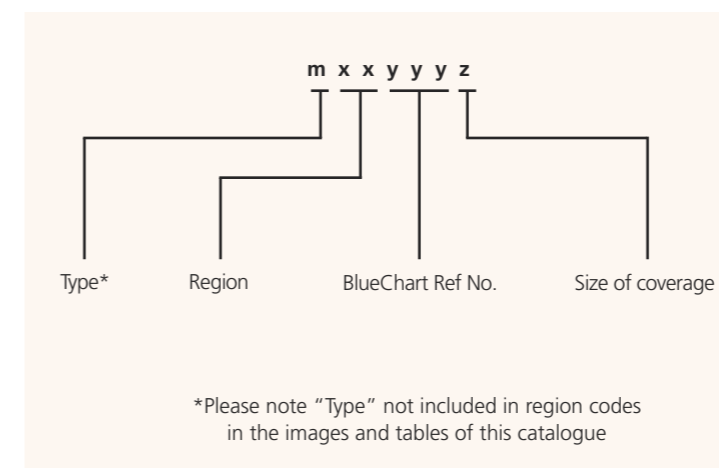 m x x y y y z
Type*
Region
BlueChart Ref No.
Size of coverage
*Please note “Type” not included in region codes
in the images and tables of this catalogue